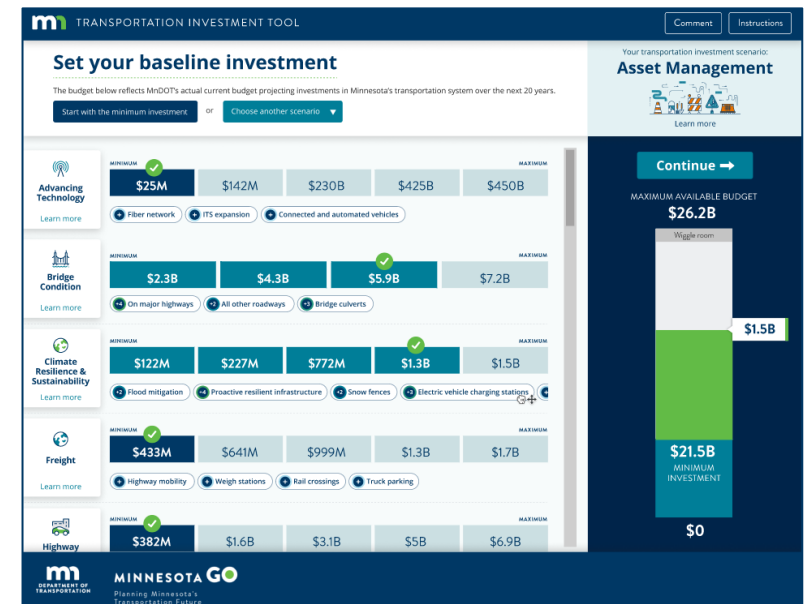 TRANSPORTATION INVESTMENT TOOL
Comment
Instructions
Set your baseline investment
The budget below reflects MnDOT's actual current budget projecting investments in Minnesota's transportation system over the next 20 years.
Start with the minimum investment
or
Choose another scenario
Your transportation investment scenario:
Asset Management
Learn more
Advancing
Technology
Learn more
MINIMUM
MAXIMUM
$25M
$142M
$230B
$425B
$450B
Fiber network
ITS expansion
Connected and automated vehicles
Bridge
Condition
Learn more
MINIMUM
MAXIMUM
$2.3B
$4.3B
$5.9B
$7.2B
+4 On major highways
+2 All other roadways
+3 Bridge culverts
Climate
Resilience &
Sustainability
Learn more
MINIMUM
MAXIMUM
$122M
$227M
$772M
$1.3B
$1.5B
+2 Flood mitigation
+4 Proactive resilient infrastructure
+2 Snow fences
+3 Electric vehicle charging stations
Freight
Learn more
MINIMUM
MAXIMUM
$433M
$641M
$999M
$1.3B
$1.7B
Highway mobility
Weigh stations
Rail crossings
Truck parking
Highway
MINIMUM
MAXIMUM
$382M
$1.6B
$3.1B
$5B
$6.9B
Continue
MAXIMUM AVAILABLE BUDGET
$26.2B
Wiggle room
$1.5B
$21.5B
MINIMUM
INVESTMENT
$0
DEPARTMENT OF
TRANSPORTATION
MINNESOTA GO
Planning Minnesota's
Transportation Future